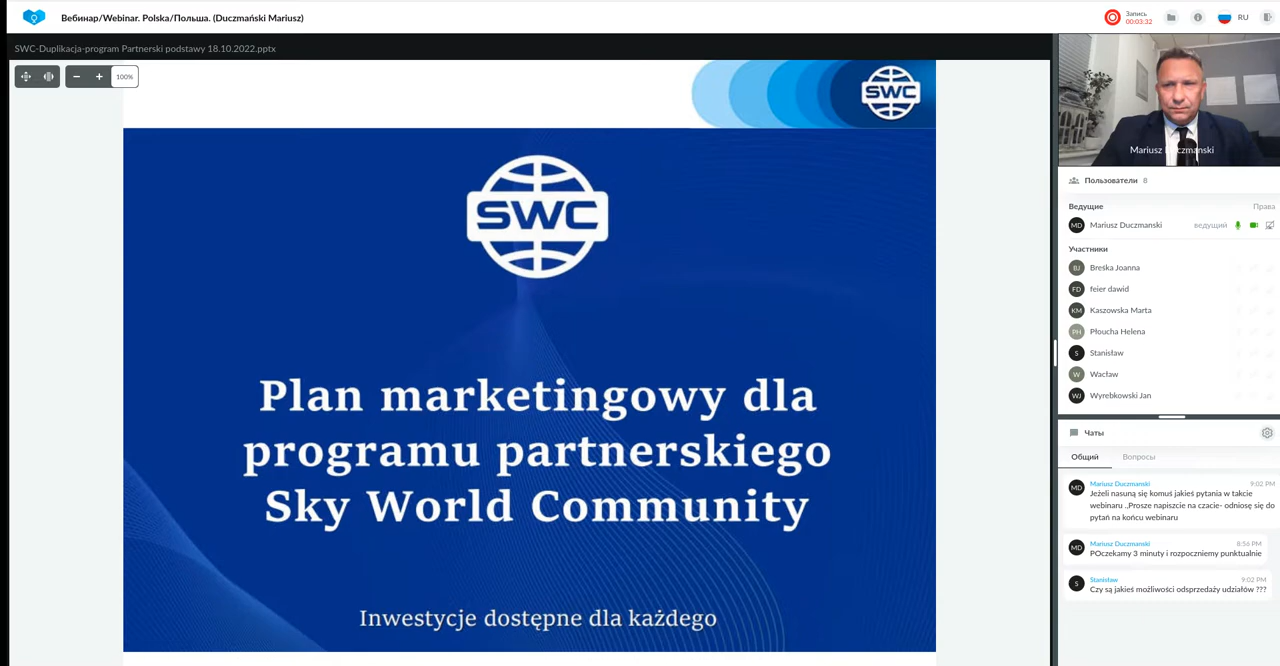 Вебинар/Webinar. Polska/Польша. (Duczmański Mariusz)
Запись
00:03:32
RU
SWC-Duplikacja-program Partnerski podstawy 18.10.2022.pptx
100%
SWC
SWC
Plan marketingowy dla
programu partnerskiego
Sky World Community
Inwestycje dostępne dla każdego
Mariusz Duczmanski
Пользователи 8
Ведущие Права
MD Mariusz Duczmanski ведущий
Участники
BJ Breśka Joanna
FD feier dawid
KM Kaszowska Marta
PH Płoucha Helena
S Stanisław
W Wacław
WJ Wyrebkowski Jan
Чаты
Общий Вопросы
MD Mariusz Duczmanski 9:02 PM
Jeżeli nasuną się komuś jakieś pytania w takcie
webinaru ,,Prosze napiszcie na czacie- odniosę się do
pytań na końcu webinaru
MD Mariusz Duczmanski 8:56 PM
POczekamy 3 minuty i rozpoczniemy punktualnie
S Stanisław 9:02 PM
Czy są jakieś możliwości odsprzedaży udziałów ???